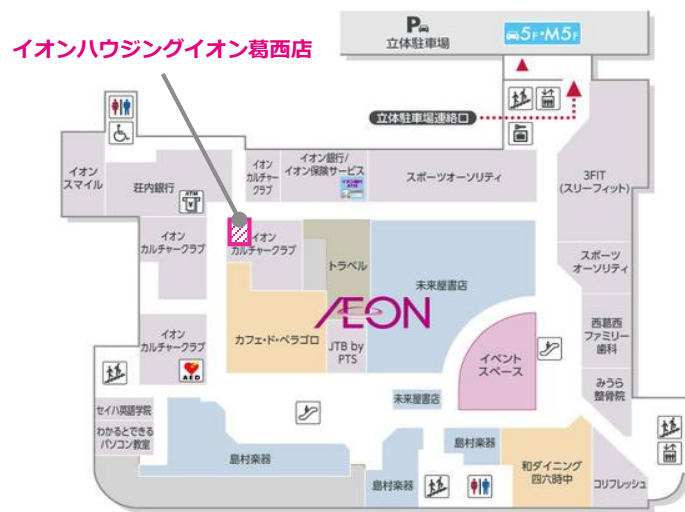 P
立体駐車場
5F・M5F
イオンハウジングイオン葛西店
立体駐車場連絡口
イオン
スマイル
荘内銀行
ATM
イオン
カルチャー
クラブ
イオン銀行/
イオン保険サービス
スポーツオーソリティ
3FIT
(スリーフィット)
イオン
カルチャークラブ
イオン
カルチャークラブ
トラベル
未来屋書店
スポーツ
オーソリティ
ÆON
カフェ・ド・ペラゴロ
JTB by
PTS
イベント
スペース
西葛西
ファミリー
歯科
イオン
カルチャークラブ
AED
みうら
整骨院
未来屋書店
セイハ英語学院
わかるとできる
パソコン教室
島村楽器
島村楽器
島村楽器
和ダイニング
四六時中
コリフレッシュ